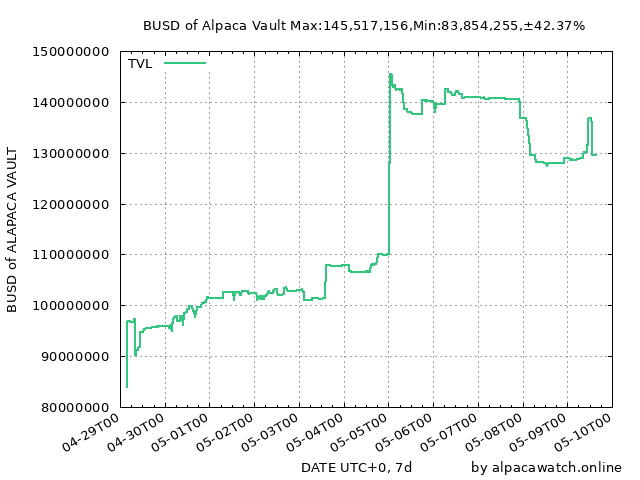 BUSD of Alpaca Vault Max:145,517,156,Min:83,854,255,±42.37%
TVL
150000000
140000000
130000000
120000000
110000000
100000000
90000000
80000000
BUSD of ALAPACA VAULT
04-29T00
04-30T00
05-01T00
05-02T00
05-03T00
05-04T00
05-05T00
05-06T00
05-07T00
05-08T00
05-09T00
05-10T00
DATE UTC+0, 7d
by alpacawatch.online